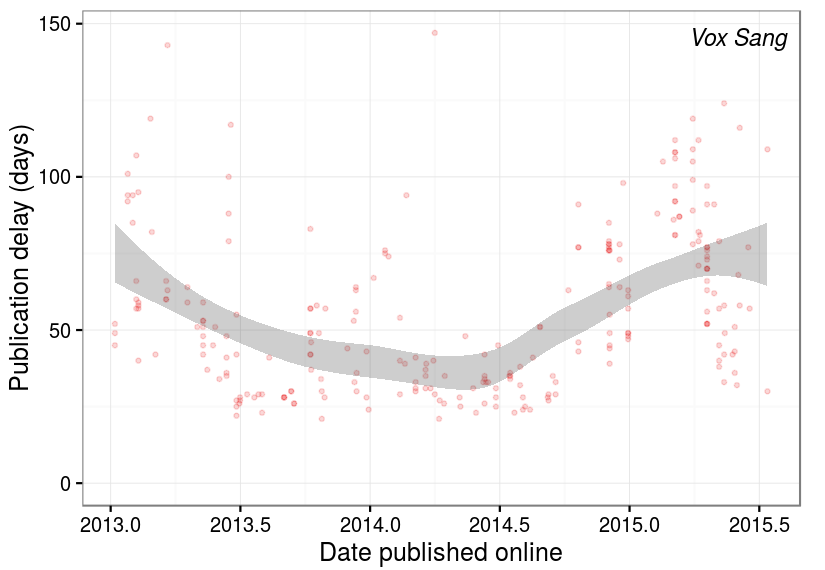 Vox Sang
Publication delay (days)
150
100
50
0
2013.0 2013.5 2014.0 2014.5 2015.0 2015.5
Date published online